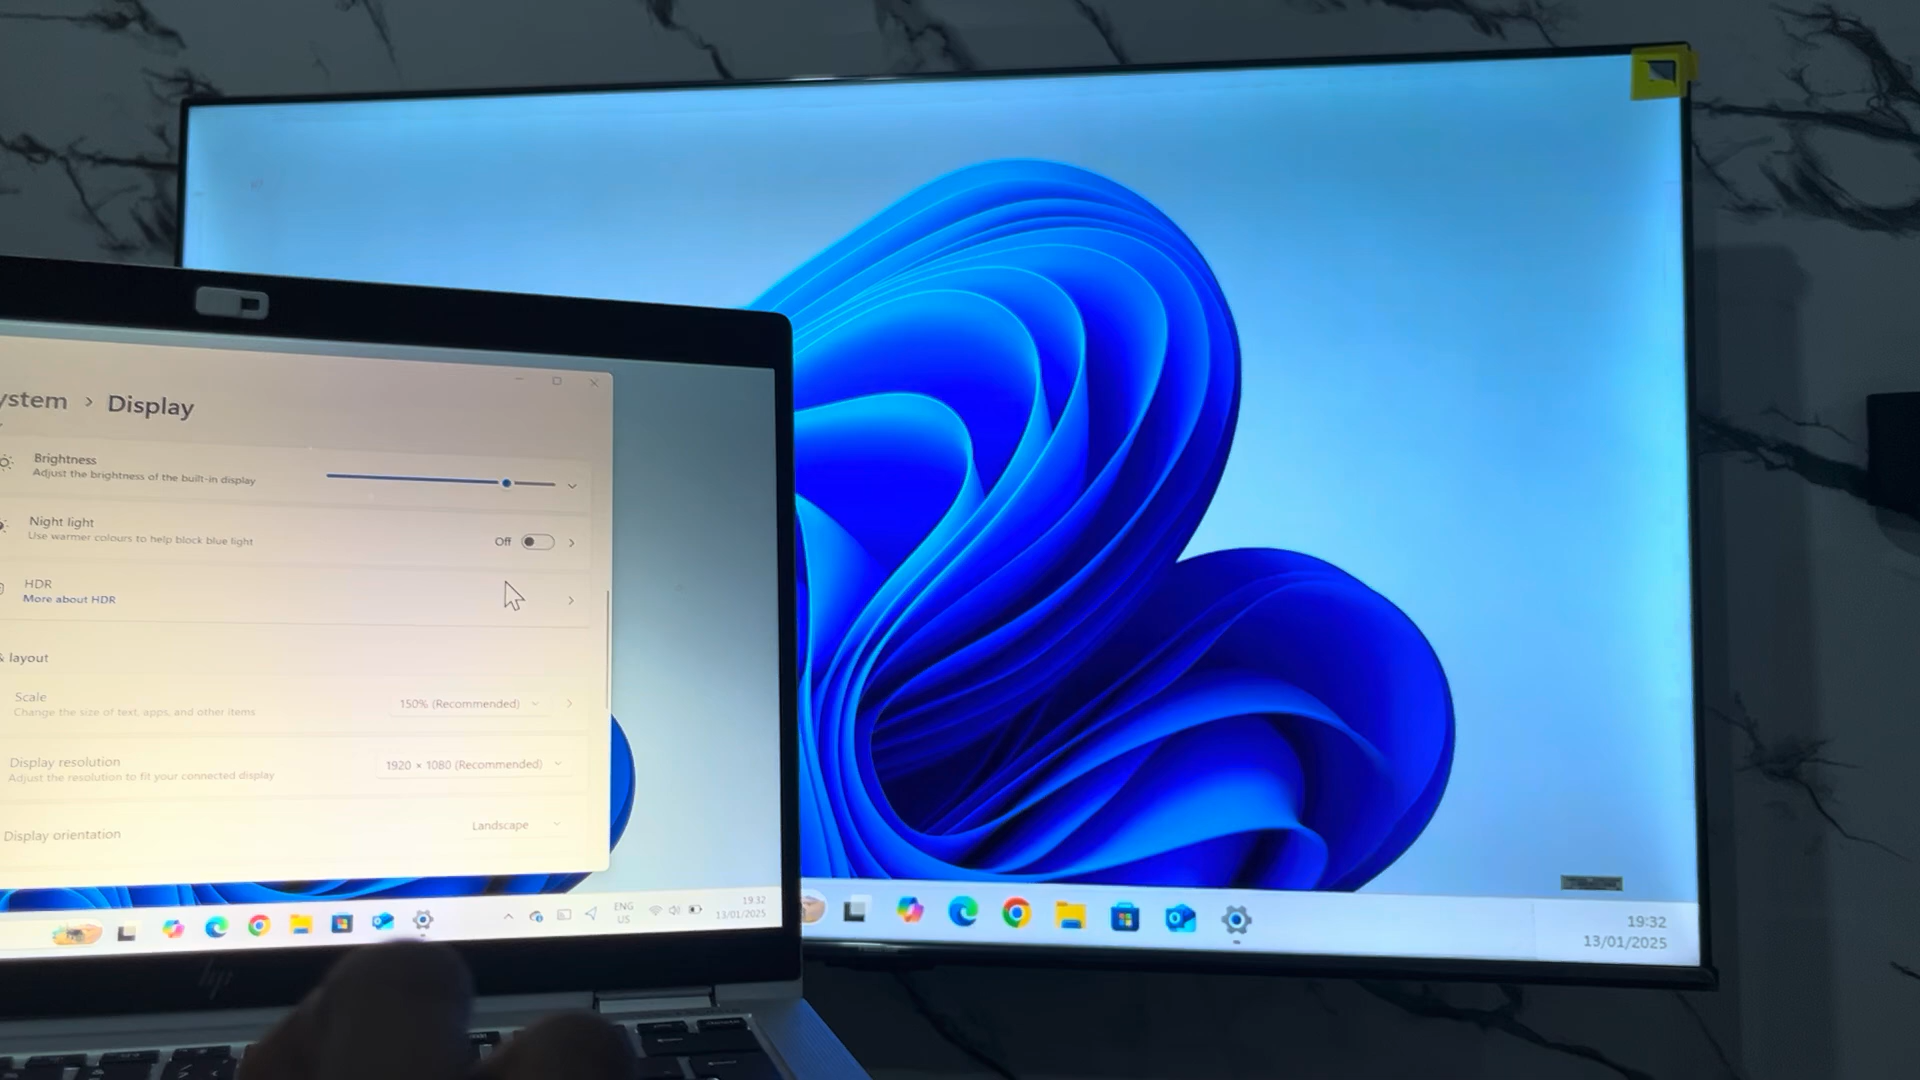 ystem › Display
Brightness
Adjust the brightness of the built-in display
Night light
Use warmer colours to help block blue light
Off
HDR
More about HDR
& layout
Scale
Change the size of text, apps, and other items
150% (Recommended)
Display resolution
Adjust the resolution to fit your connected display
1920 × 1080 (Recommended)
Display orientation
Landscape
ENG
US
19:32
13/01/2025
hp
19:32
13/01/2025